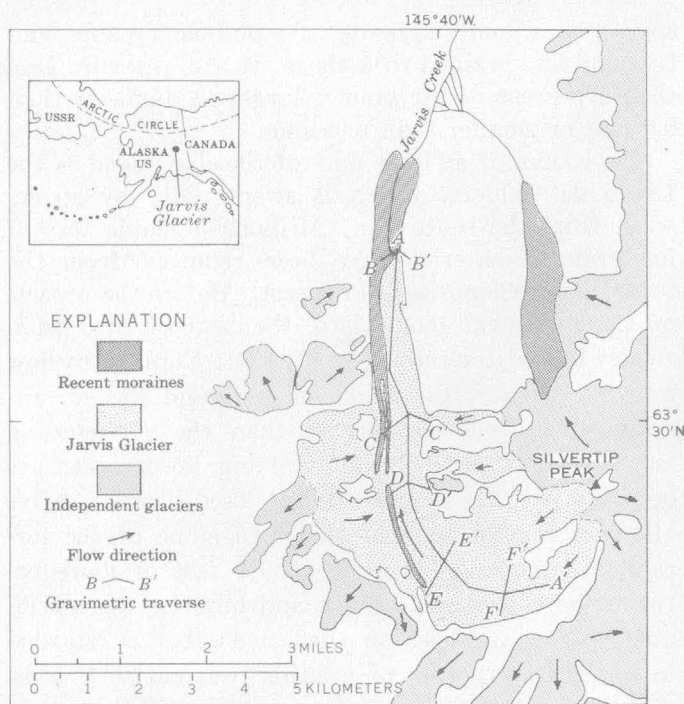 145°40'W.
Jarvis Creek
USSR
ARCTIC
CIRCLE
ALASKA
US
CANADA
Jarvis
Glacier
A
B
B'
EXPLANATION
Recent moraines
Jarvis Glacier
Independent glaciers
Flow direction
B B'
Gravimetric traverse
63°
30'N
C
C'
SILVERTIP
PEAK
D
D'
E'
F'
A'
E
F
0 1 2 3 MILES
0 1 2 3 4 5 KILOMETERS